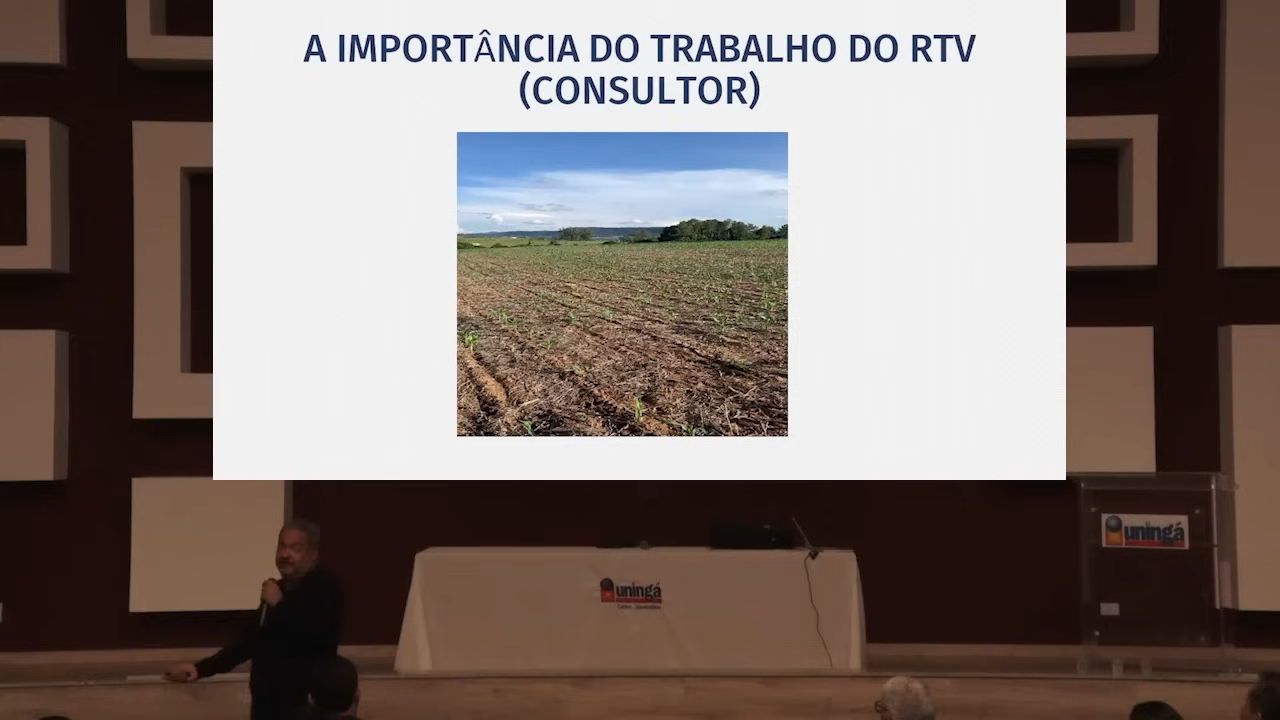 A IMPORTÂNCIA DO TRABALHO DO RTV
(CONSULTOR)
uningá
uningá